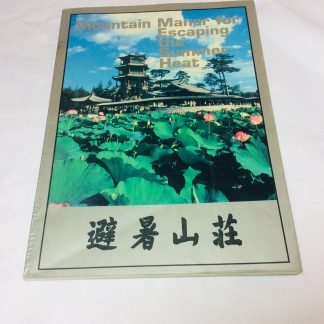 Mountain Manor for
Escaping
the
Summer
Heat
避暑山莊